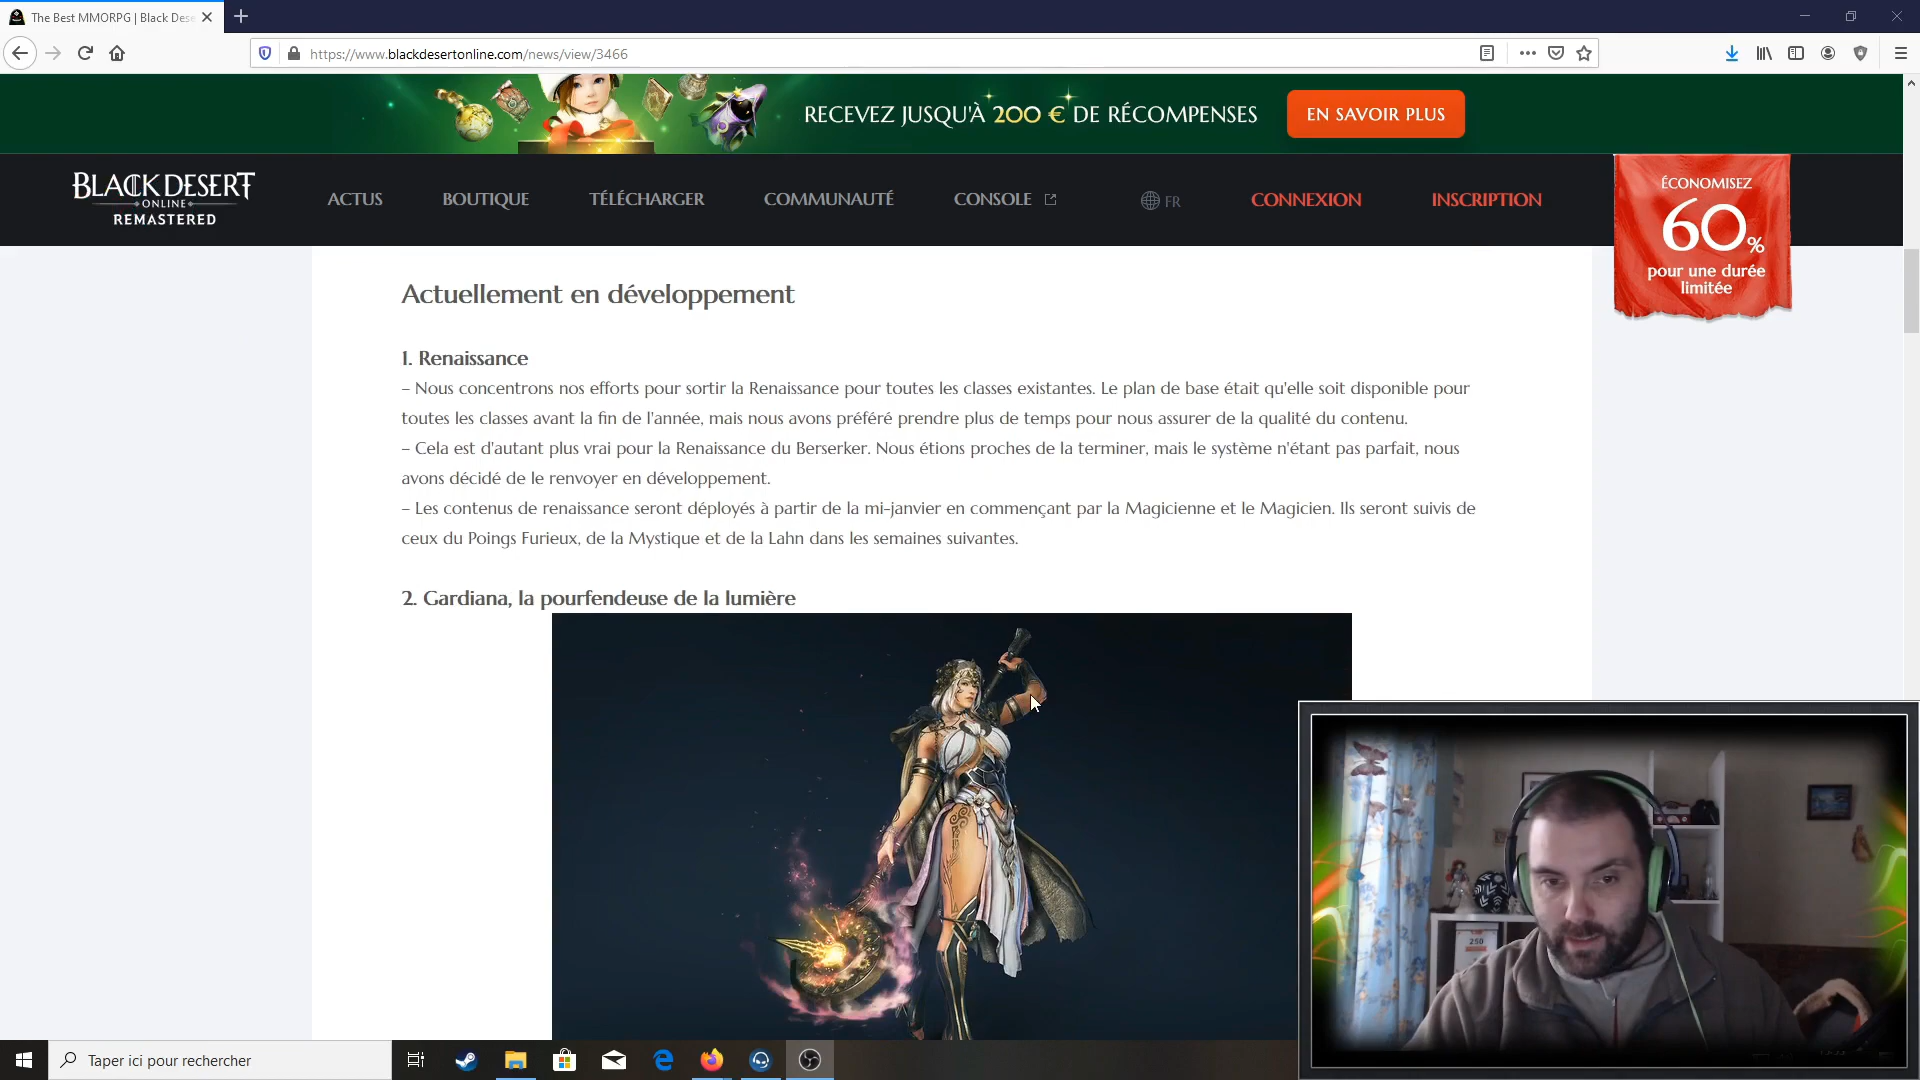 The Best MMORPG | Black Dese
https://www.blackdesertonline.com/news/view/3466
RECEVEZ JUSQU'À 200 € DE RÉCOMPENSES
EN SAVOIR PLUS
BLACK DESERT
ONLINE
REMASTERED
ACTUS
BOUTIQUE
TÉLÉCHARGER
COMMUNAUTÉ
CONSOLE
FR
CONNEXION
INSCRIPTION
ÉCONOMISEZ
60%
pour une durée
limitée
Actuellement en développement
1. Renaissance
– Nous concentrons nos efforts pour sortir la Renaissance pour toutes les classes existantes. Le plan de base était qu'elle soit disponible pour
toutes les classes avant la fin de l'année, mais nous avons préféré prendre plus de temps pour nous assurer de la qualité du contenu.
– Cela est d'autant plus vrai pour la Renaissance du Berserker. Nous étions proches de la terminer, mais le système n'étant pas parfait, nous
avons décidé de le renvoyer en développement.
– Les contenus de renaissance seront déployés à partir de la mi-janvier en commençant par la Magicienne et le Magicien. Ils seront suivis de
ceux du Poings Furieux, de la Mystique et de la Lahn dans les semaines suivantes.
2. Gardiana, la pourfendeuse de la lumière
250
Taper ici pour rechercher